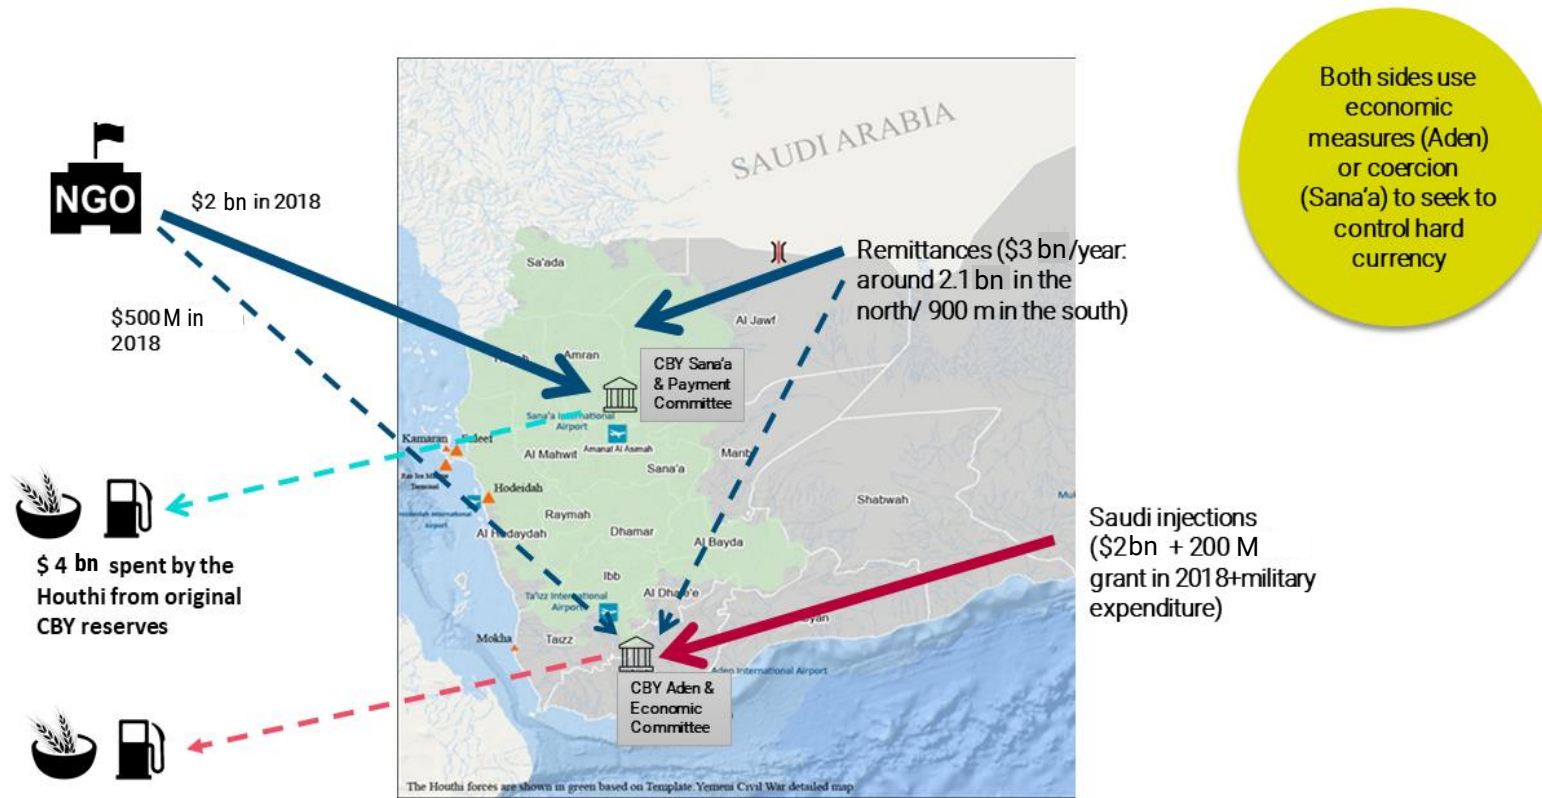 Both sides use
economic
measures (Aden)
or coercion
(Sana'a) to seek to
control hard
currency
SAUDI ARABIA
NGO
$2 bn in 2018
$500 M in
2018
Remittances ($3 bn/year:
around 2.1 bn in the
north/ 900 m in the south)
Sa'ada
Al Jawf
Amran
CBY Sana'a
& Payment
Committee
Sana'a International
Airport
Kamaran
Saleef
Al Mahwit
Amanat Al Asimah
Sana'a
Marib
Hodeidah
Shabwah
Raymah
Al Hodaydah
Dhamar
Al Bayda
Ibb
Al Dhale'e
Ta'izz International
Airport
Mokha
Taizz
$ 4 bn spent by the
Houthi from original
CBY reserves
Saudi injections
($2bn + 200 M
grant in 2018+military
expenditure)
Aden International Airport
CBY Aden &
Economic
Committee
The Houthi forces are shown in green based on Template:Yemeni Civil War detailed map